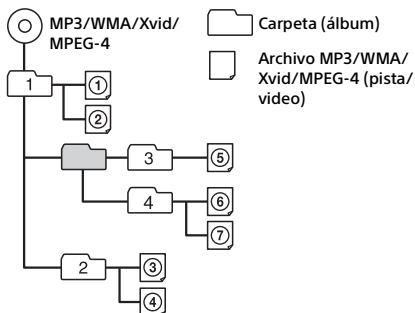 MP3/WMA/Xvid/
MPEG-4
Carpeta (álbum)
Archivo MP3/WMA/
Xvid/MPEG-4 (pista/
video)
1
①
②
3
⑤
4
⑥
⑦
2
③
④